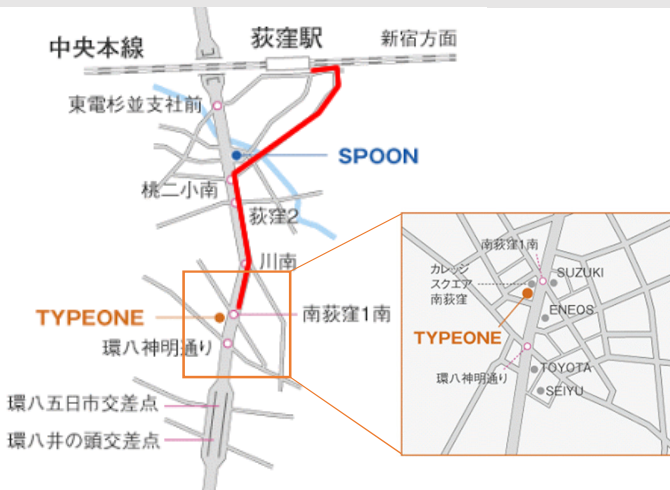 中央本線
荻窪駅
新宿方面
東電杉並支社前
SPOON
桃二小南
荻窪2
川南
TYPEONE
南荻窪1南
環八神明通り
環八五日市交差点
環八井の頭交差点
南荻窪1南
カレッジ
スクエア
南荻窪
SUZUKI
ENEOS
TYPEONE
環八神明通り
TOYOTA
SEIYU